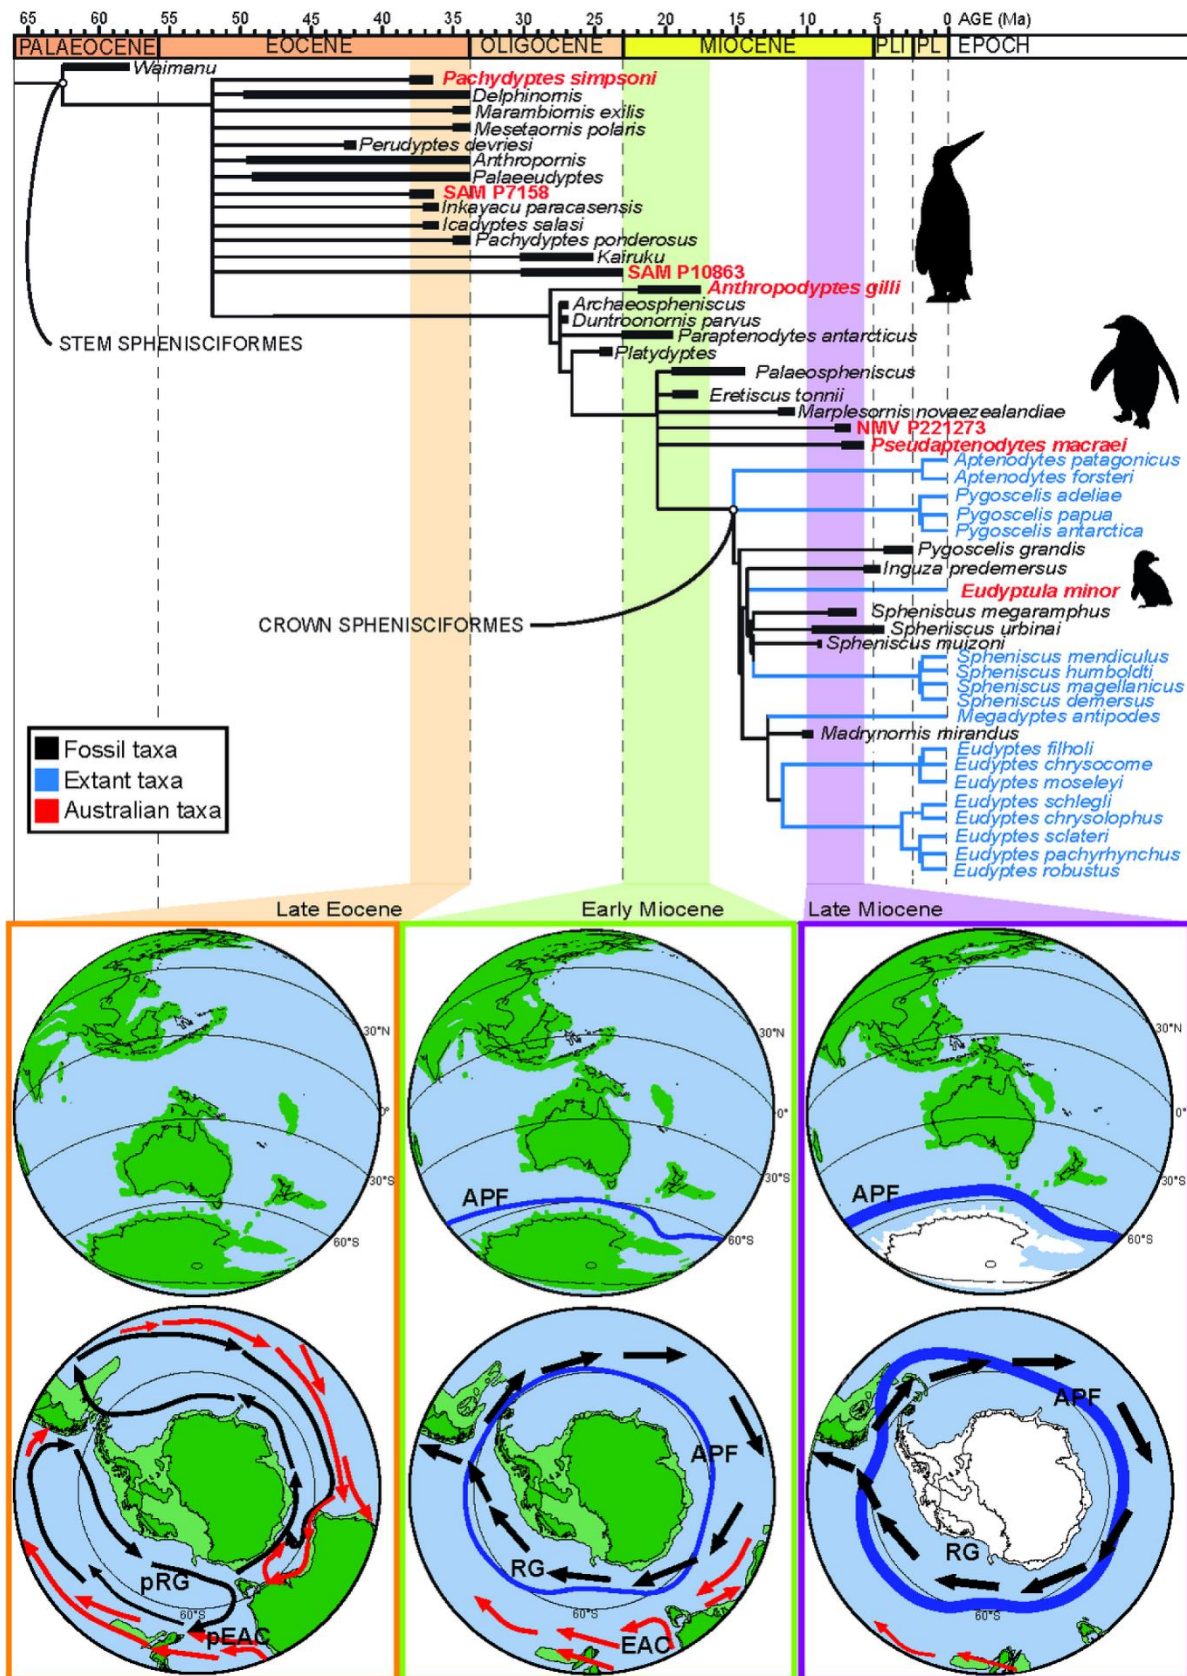 65 60 55 50 45 40 35 30 25 20 15 10 5 0 AGE (Ma)
PALAEOCENE EOCENE OLIGOCENE MIOCENE PLI PL EPOCH
Waimanu
Pachydyptes simpsoni
Delphinornis
Marambiornis exilis
Mesetaornis polaris
Perudyptes devriesi
Anthropornis
Palaeeudyptes
SAM P7158
Inkayacu paracasensis
Icadyptes salasi
Pachydyptes ponderosus
Kairuku
SAM P10863
Anthropodyptes gilli
Archaeospheniscus
Duntroonornis parvus
Paraptenodytes antarcticus
STEM SPHENISCIFORMES
Platydyptes
Palaeospheniscus
Eretiscus tonnii
Marplesornis novaezealandiae
NMV P221273
Pseudaptenodytes macraei
Aptenodytes patagonicus
Aptenodytes forsteri
Pygoscelis adeliae
Pygoscelis papua
Pygoscelis antarctica
Pygoscelis grandis
Inguza predemersus
Eudyptula minor
Spheniscus megaramphus
CROWN SPHENISCIFORMES
Spheniscus urbinai
Spheniscus muizoni
Spheniscus mendiculus
Spheniscus humboldti
Spheniscus magellanicus
Spheniscus demersus
Megadyptes antipodes
Madrynornis mirandus
Eudyptes filholi
Eudyptes chrysocome
Eudyptes moseleyi
Eudyptes schlegli
Eudyptes chrysolophus
Eudyptes sclateri
Eudyptes pachyrhynchus
Eudyptes robustus
Fossil taxa
Extant taxa
Australian taxa
Late Eocene Early Miocene Late Miocene
30°N 30°N 30°N
0° 0° 0°
30°S 30°S 30°S
APF APF
60°S 60°S 60°S
APF APF
pRG RG RG
60°S 60°S 60°S
pEAC EAC